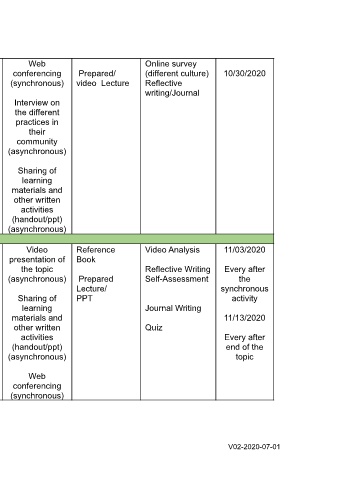 Web
conferencing
(synchronous)
Interview on
the different
practices in
their
community
(asynchronous)
Sharing of
learning
materials and
other written
activities
(handout/ppt)
(asynchronous)
Prepared/
video Lecture
Online survey
(different culture)
Reflective
writing/Journal
10/30/2020
Video
presentation of
the topic
(asynchronous)
Sharing of
learning
materials and
other written
activities
(handout/ppt)
(asynchronous)
Web
conferencing
(synchronous)
Reference
Book
Prepared
Lecture/
PPT
Video Analysis
Reflective Writing
Self-Assessment
Journal Writing
Quiz
11/03/2020
Every after
the
synchronous
activity
11/13/2020
Every after
end of the
topic
V02-2020-07-01